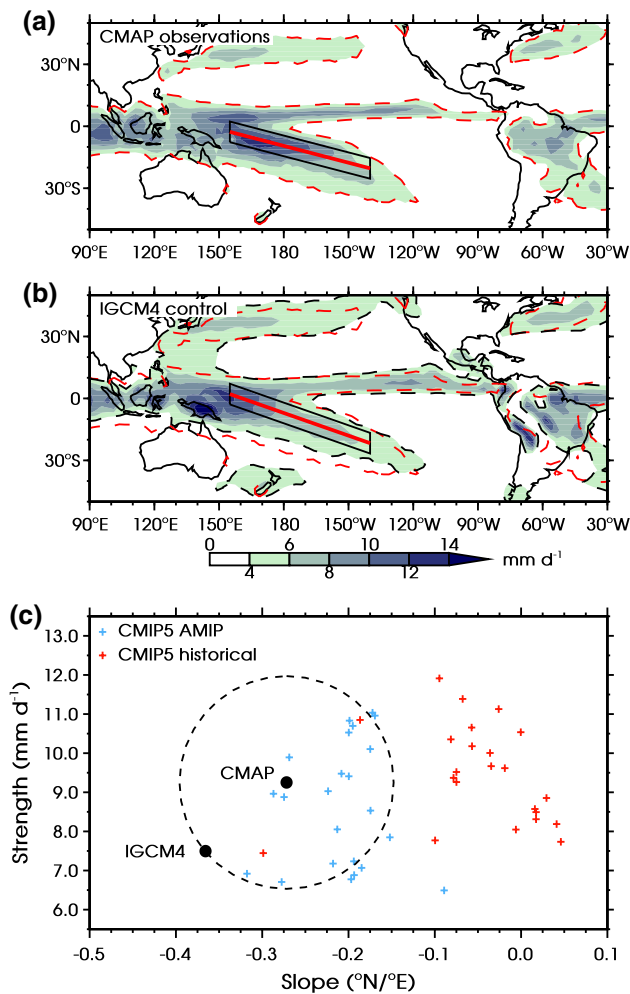 (a)
CMAP observations
30°N
0
30°S
90°E 120°E 150°E 180 150°W 120°W 90°W 60°W 30W
(b)
IGCM4 control
30°N
0
30°S
90°E 120°E 150°E 180 150°W 120°W 90°W 60°W 30W
0 6 10 14 mm d⁻¹
4 8 12
(c)
CMIP5 AMIP
CMIP5 historical
13.0
12.0
11.0
10.0
9.0
8.0
7.0
6.0
Strength (mm d⁻¹)
CMAP
IGCM4
-0.5 -0.4 -0.3 -0.2 -0.1 0.0 0.1
Slope (°N/°E)